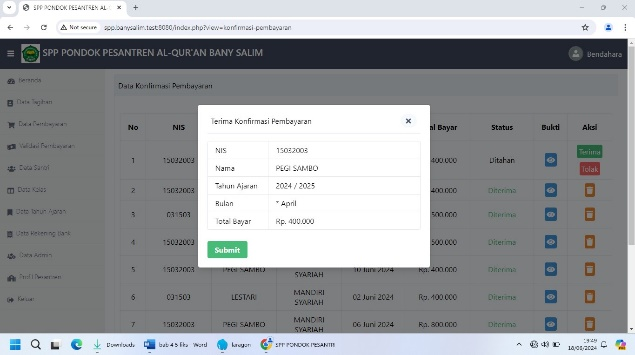 SPP PONDOK PESANTREN AL
Not secure
spp.banysalim.test:8080/index.php?view=konfirmasi-pembayaran
SPP PONDOK PESANTREN AL-QUR'AN BANY SALIM
Bendahara
Beranda
Data Tagihan
Data Pembayaran
Validasi Pembayaran
Data Santri
Data Kelas
Data Tahun Ajaran
Data Rekening Bank
Data Admin
Profil Pesantren
Keluar
Data Konfirmasi Pembayaran
No NIS al Bayar Status Bukti Aksi
1 15032003 400.000 Ditahan Terima
Tolak
2 15032003 400.000 Diterima
3 031503 500.000 Diterima
4 15032003 400.000 Diterima
5 15032003 PEGI SAMBO SYARIAH 10 Juni 2024 Rp. 400.000 Diterima
6 031503 LESTARI MANDIRI SYARIAH 02 Juni 2024 Rp. 400.000 Diterima
7 15032003 PEGI SAMBO MANDIRI SYARIAH 06 Juni 2024 Rp. 800.000 Diterima
Terima Konfirmasi Pembayaran
NIS 15032003
Nama PEGI SAMBO
Tahun Ajaran 2024 / 2025
Bulan * April
Total Bayar Rp. 400.000
Submit
Downloads
bab 4 5 fiks - Word
laragon
SPP PONDOK PESANTRE
19:49
18/08/2024